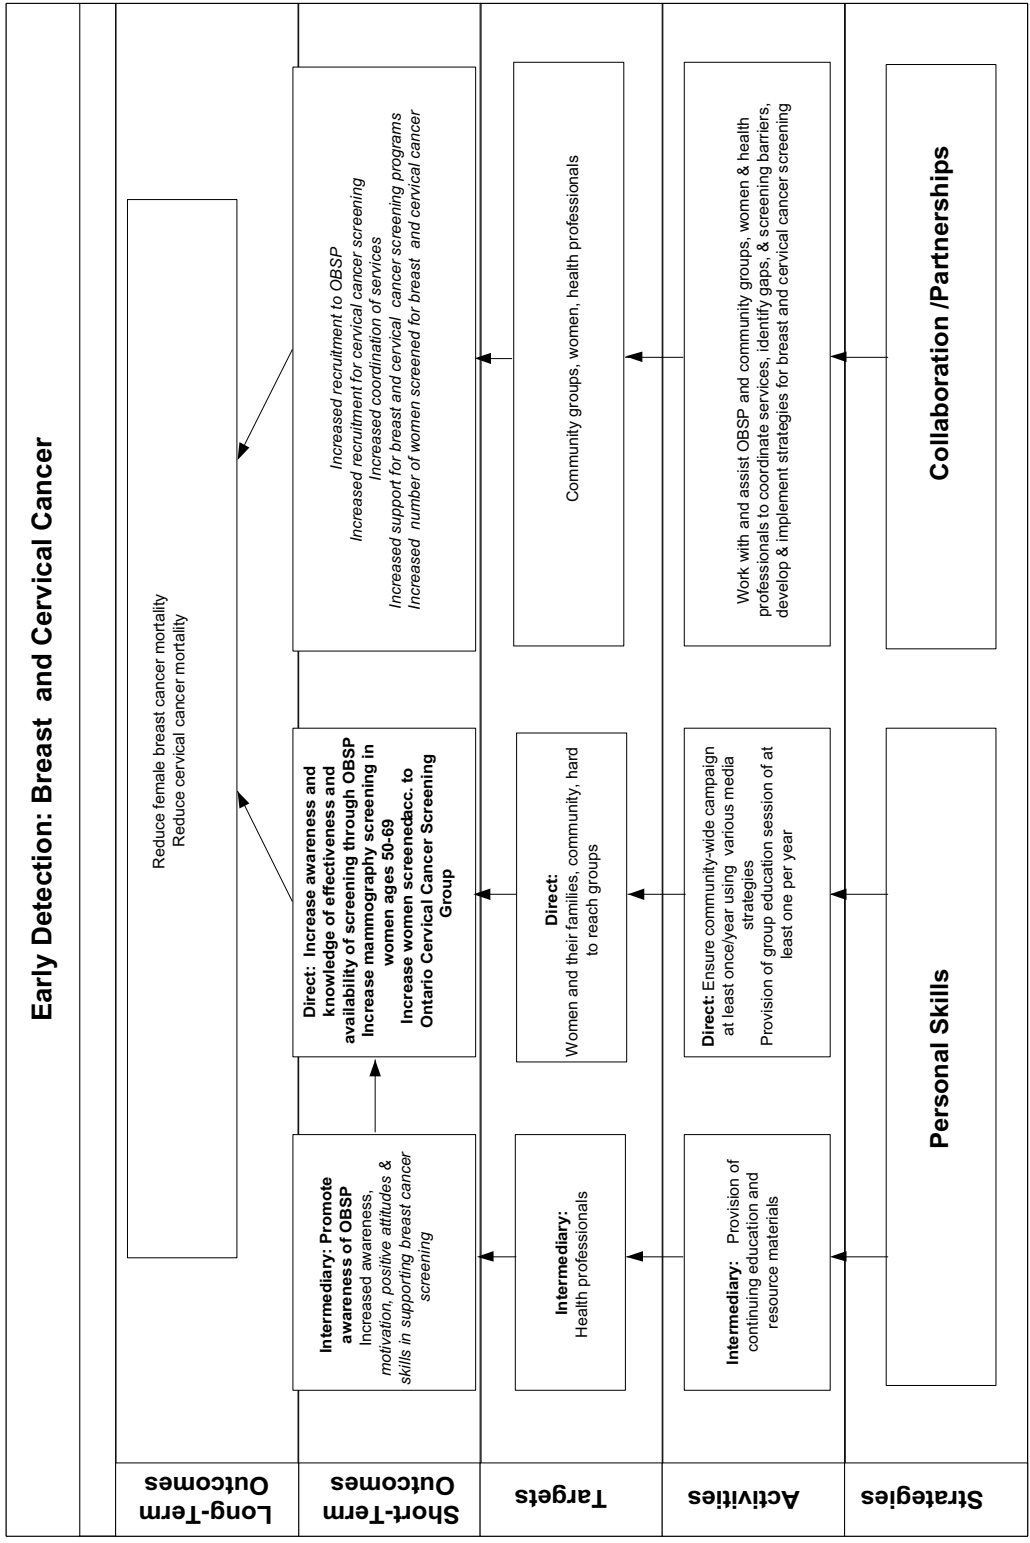 Early Detection: Breast  and Cervical Cancer
Long-Term
Outcomes
Reduce female breast cancer mortality
Reduce cervical cancer mortality
Short-Term
Outcomes
Intermediary: Promote
awareness of OBSP
Increased awareness,
motivation, positive attitudes &
skills in supporting breast cancer
screening
Direct:  Increase awareness and
knowledge of effectiveness and
availability of screening through OBSP
Increase mammography screening in
women ages 50-69
Increase women screenedacc. to
Ontario Cervical Cancer Screening
Group
Increased recruitment to OBSP
Increased recruitment for cervical cancer screening
Increased coordination of services
Increased support for breast and cervical  cancer screening programs
Increased  number of women screened for breast  and cervical cancer
Targets
Intermediary:
Health professionals
Direct:
Women and their families, community, hard
to reach groups
Community groups, women, health professionals
Activities
Intermediary:   Provision of
continuing education and
resource materials
Direct: Ensure community-wide campaign
at least once/year using  various media
strategies
Provision of group education session of at
least one per year
Work with and assist OBSP and community groups, women & health
professionals to coordinate services, identify gaps, & screening barriers,
develop & implement strategies for breast and cervical cancer screening
Strategies
Personal Skills
Collaboration /Partnerships